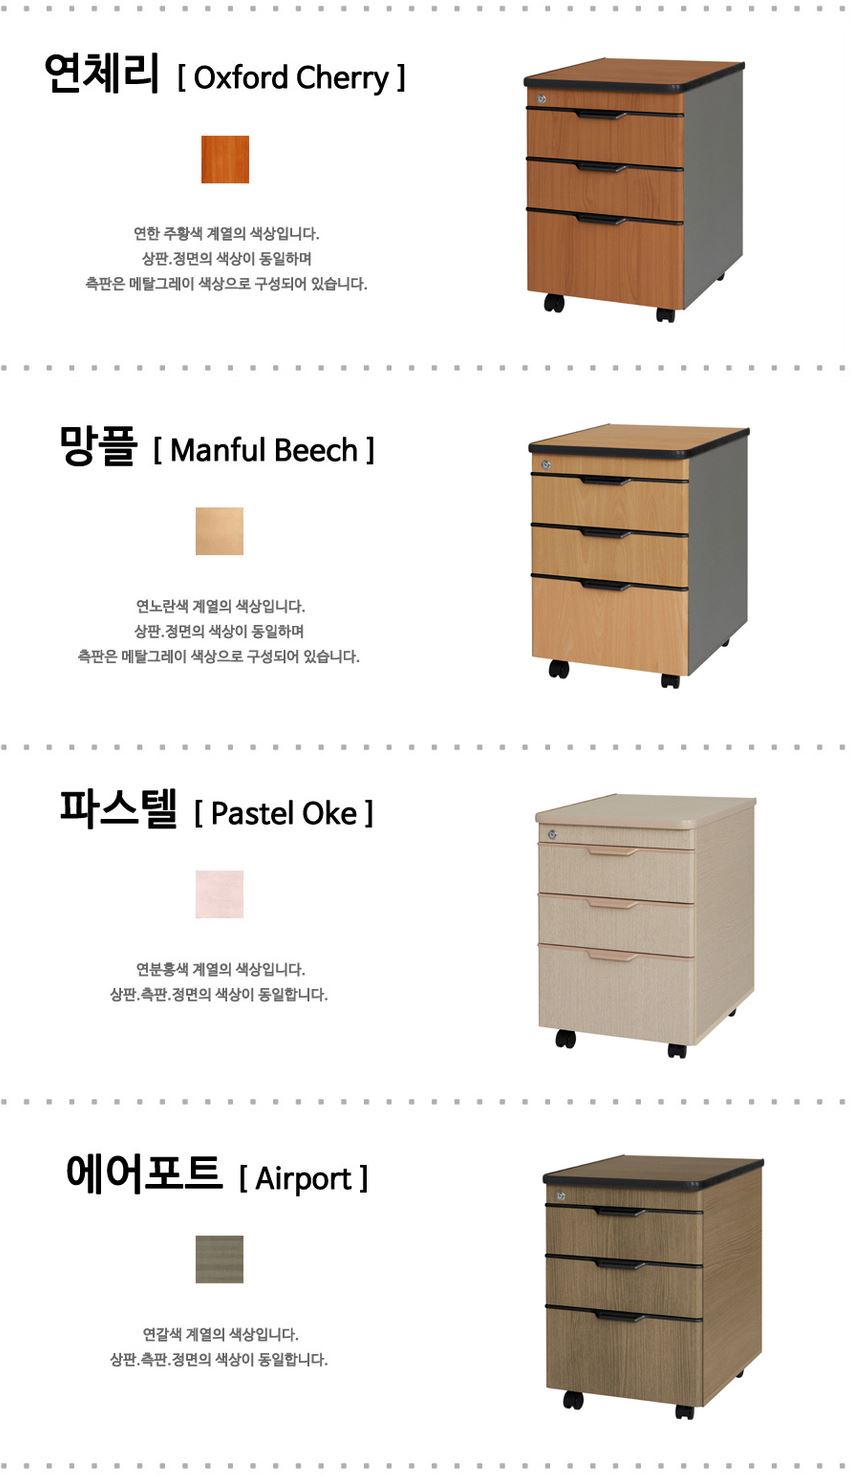 연체리 [ Oxford Cherry ]
연한 주황색 계열의 색상입니다.
상판.정면의 색상이 동일하며
측판은 메탈그레이 색상으로 구성되어 있습니다.
망플 [ Manful Beech ]
연노란색 계열의 색상입니다.
상판.정면의 색상이 동일하며
측판은 메탈그레이 색상으로 구성되어 있습니다.
파스텔 [ Pastel Oke ]
연분홍색 계열의 색상입니다.
상판.측판.정면의 색상이 동일합니다.
에어포트 [ Airport ]
연갈색 계열의 색상입니다.
상판.측판.정면의 색상이 동일합니다.